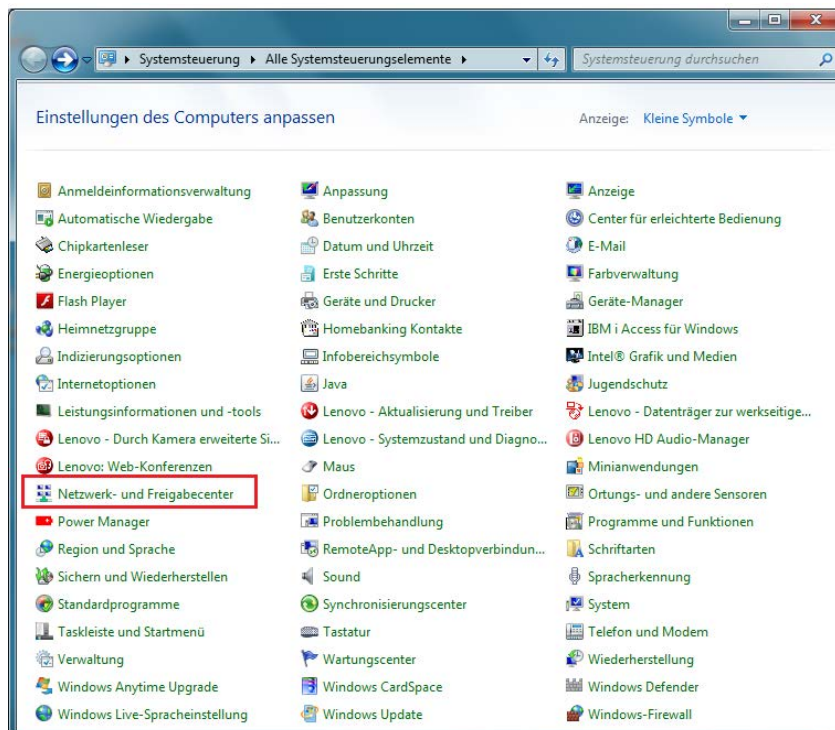 Systemsteuerung ▸ Alle Systemsteuerungselemente ▸ Systemsteuerung durchsuchen
Einstellungen des Computers anpassen Anzeige: Kleine Symbole
Anmeldeinformationsverwaltung Anpassung Anzeige
Automatische Wiedergabe Benutzerkonten Center für erleichterte Bedienung
Chipkartenleser Datum und Uhrzeit E-Mail
Energieoptionen Erste Schritte Farbverwaltung
Flash Player Geräte und Drucker Geräte-Manager
Heimnetzgruppe Homebanking Kontakte IBM i Access für Windows
Indizierungsoptionen Infobereichsymbole Intel® Grafik und Medien
Internetoptionen Java Jugendschutz
Leistungsinformationen und -tools Lenovo - Aktualisierung und Treiber Lenovo - Datenträger zur werkseitige...
Lenovo - Durch Kamera erweiterte Si... Lenovo - Systemzustand und Diagno... Lenovo HD Audio-Manager
Lenovo: Web-Konferenzen Maus Minianwendungen
Netzwerk- und Freigabecenter Ordneroptionen Ortungs- und andere Sensoren
Power Manager Problembehandlung Programme und Funktionen
Region und Sprache RemoteApp- und Desktopverbindun... Schriftarten
Sichern und Wiederherstellen Sound Spracherkennung
Standardprogramme Synchronisierungscenter System
Taskleiste und Startmenü Tastatur Telefon und Modem
Verwaltung Wartungscenter Wiederherstellung
Windows Anytime Upgrade Windows CardSpace Windows Defender
Windows Live-Spracheinstellung Windows Update Windows-Firewall